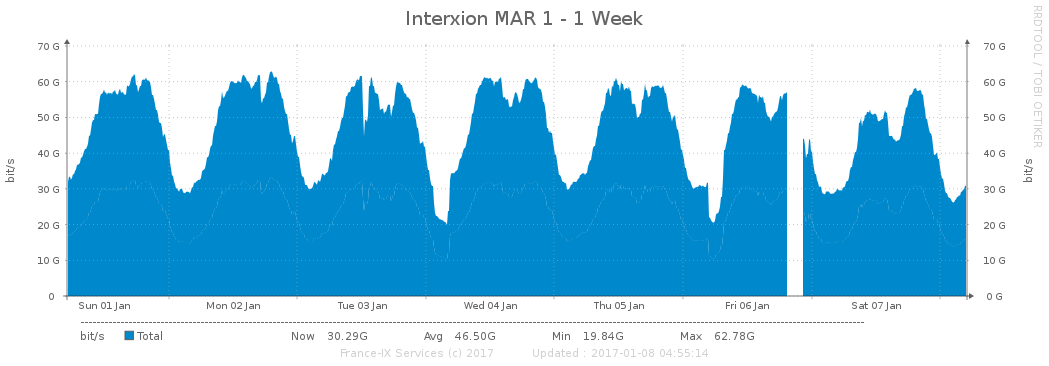 Interxion MAR 1 - 1 Week
RRDTOOL / TOBI OETIKER
70 G 70 G
60 G 60 G
50 G 50 G
40 G 40 G
30 G 30 G
20 G 20 G
10 G 10 G
0 0 G
bit/s
bit/s
Sun 01 Jan Mon 02 Jan Tue 03 Jan Wed 04 Jan Thu 05 Jan Fri 06 Jan Sat 07 Jan
bit/s Total Now 30.29G Avg 46.50G Min 19.84G Max 62.78G
France-IX Services (c) 2017 Updated : 2017-01-08 04:55:14